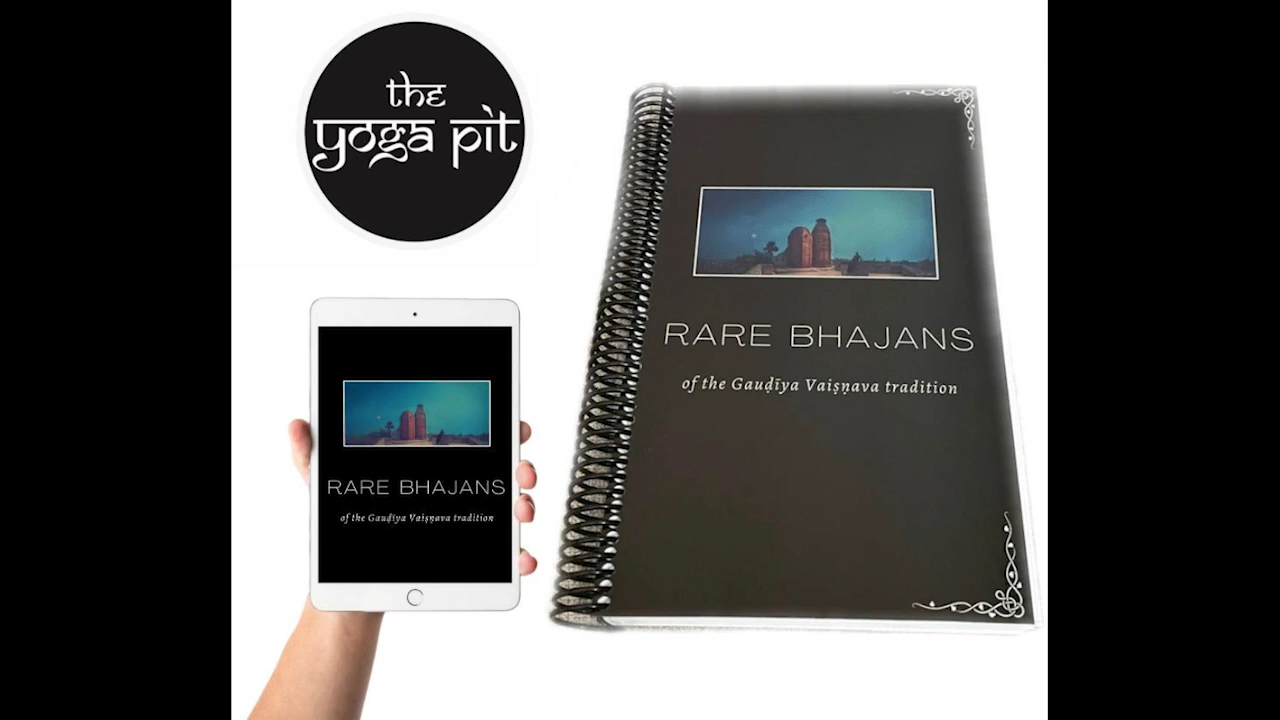 the
yoga pit
RARE BHAJANS
of the Gauḍīya Vaiṣṇava tradition
RARE BHAJANS
of the Gauḍīya Vaiṣṇava tradition